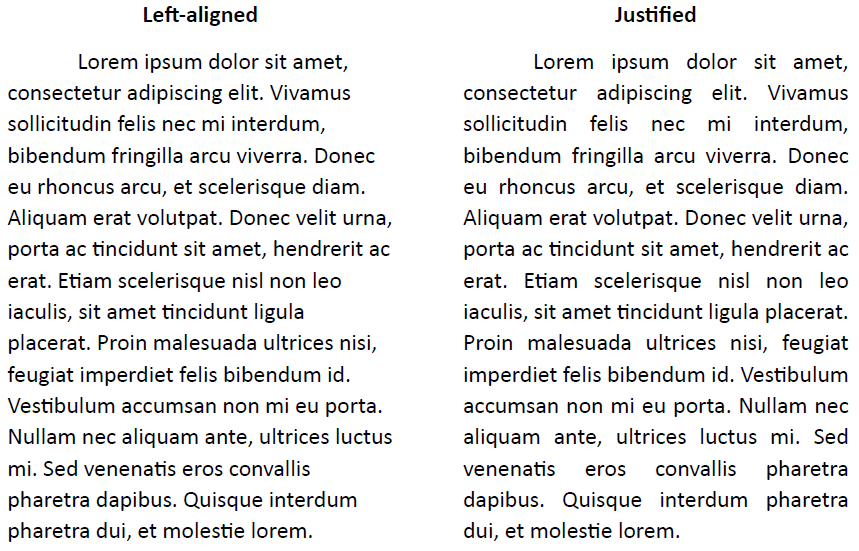 Left-aligned
Lorem ipsum dolor sit amet,
consectetur adipiscing elit. Vivamus
sollicitudin felis nec mi interdum,
bibendum fringilla arcu viverra. Donec
eu rhoncus arcu, et scelerisque diam.
Aliquam erat volutpat. Donec velit urna,
porta ac tincidunt sit amet, hendrerit ac
erat. Etiam scelerisque nisl non leo
iaculis, sit amet tincidunt ligula
placerat. Proin malesuada ultrices nisi,
feugiat imperdiet felis bibendum id.
Vestibulum accumsan non mi eu porta.
Nullam nec aliquam ante, ultrices luctus
mi. Sed venenatis eros convallis
pharetra dapibus. Quisque interdum
pharetra dui, et molestie lorem.
Justified
Lorem ipsum dolor sit amet,
consectetur adipiscing elit. Vivamus
sollicitudin felis nec mi interdum,
bibendum fringilla arcu viverra. Donec
eu rhoncus arcu, et scelerisque diam.
Aliquam erat volutpat. Donec velit urna,
porta ac tincidunt sit amet, hendrerit ac
erat. Etiam scelerisque nisl non leo
iaculis, sit amet tincidunt ligula placerat.
Proin malesuada ultrices nisi, feugiat
imperdiet felis bibendum id. Vestibulum
accumsan non mi eu porta. Nullam nec
aliquam ante, ultrices luctus mi. Sed
venenatis eros convallis pharetra
dapibus. Quisque interdum pharetra
dui, et molestie lorem.